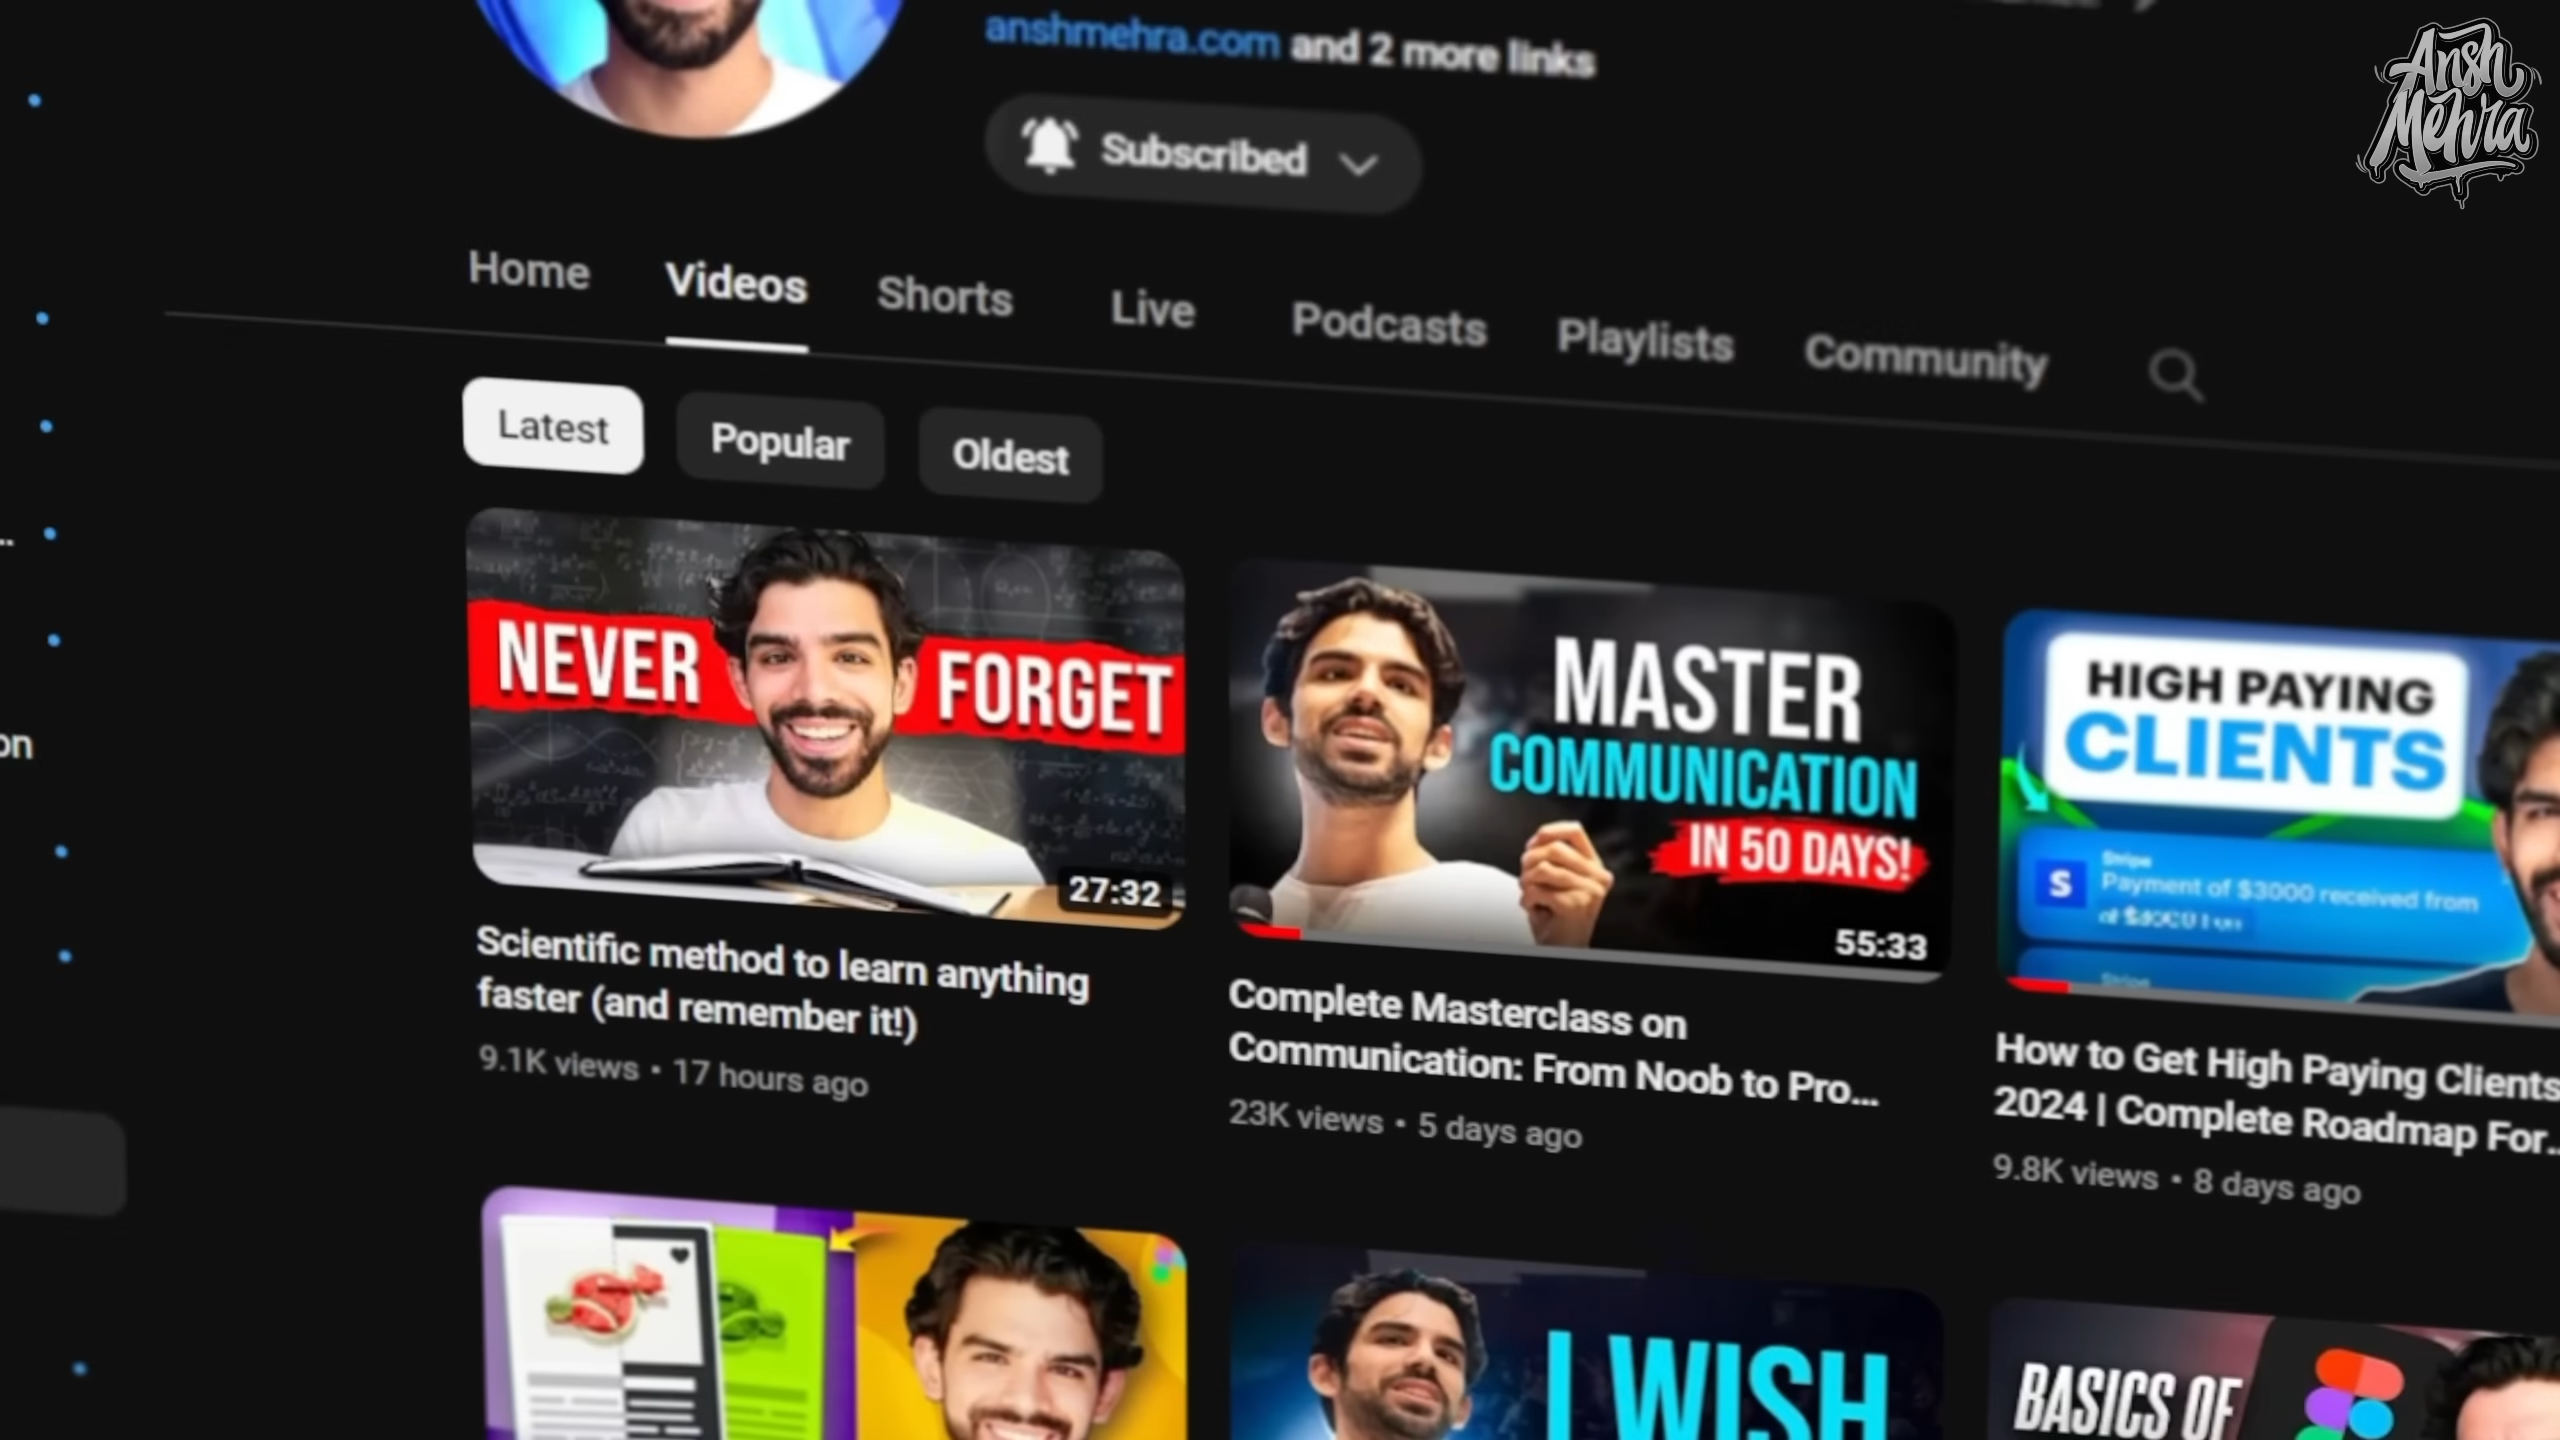 anshmehra.com and 2 more links
Ansh
Mehra
Subscribed
Home Videos Shorts Live Podcasts Playlists Community
Latest Popular Oldest
NEVER FORGET
27:32
Scientific method to learn anything
faster (and remember it!)
9.1K views • 17 hours ago
MASTER
COMMUNICATION
IN 50 DAYS!
55:33
Complete Masterclass on
Communication: From Noob to Pro...
23K views • 5 days ago
HIGH PAYING
CLIENTS
S
Stripe
Payment of $3000 received from
Stripe
How to Get High Paying Clients
2024 | Complete Roadmap For...
9.8K views • 8 days ago
I WISH
BASICS OF
...
on